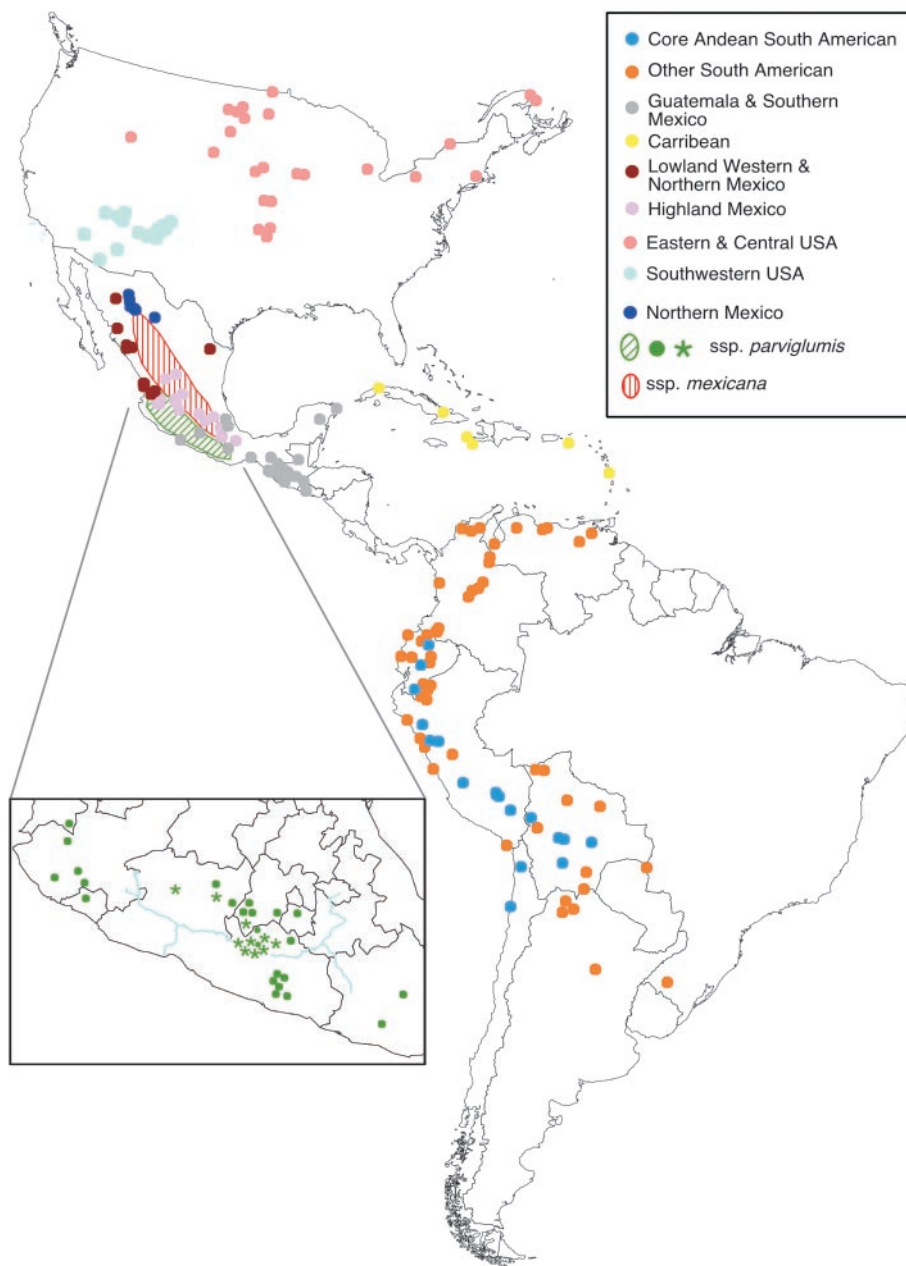 Core Andean South American
Other South American
Guatemala & Southern
Mexico
Carribean
Lowland Western &
Northern Mexico
Highland Mexico
Eastern & Central USA
Southwestern USA
Northern Mexico
ssp. parviglumis
ssp. mexicana